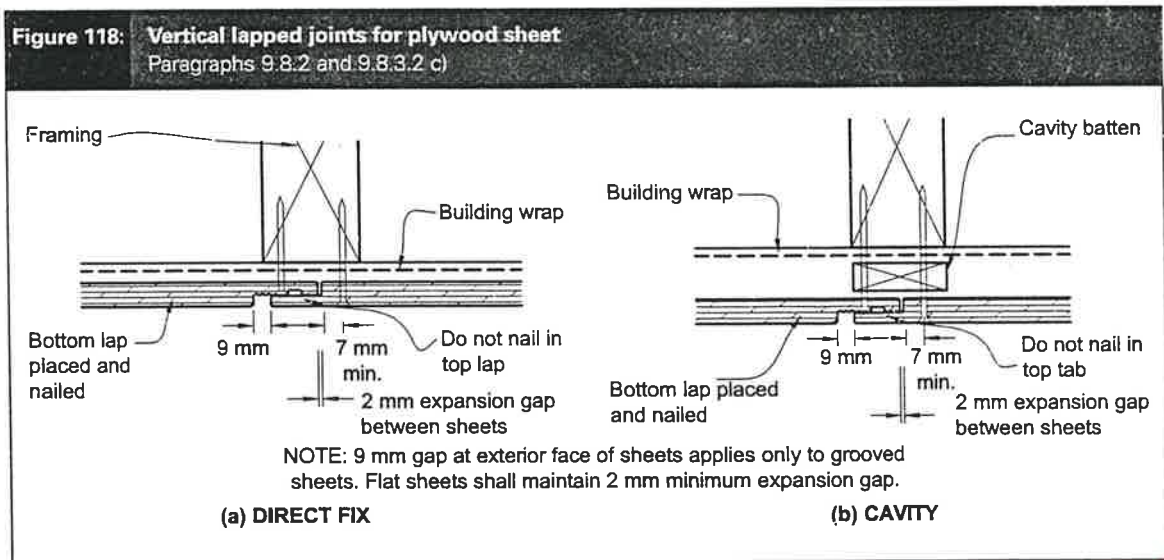 Figure 118: Vertical lapped joints for plywood sheet
Paragraphs 9.8.2 and 9.8.3.2 c)
Framing
Building wrap
Bottom lap
placed and
nailed
9 mm
7 mm
min.
Do not nail in
top lap
2 mm expansion gap
between sheets
Cavity batten
Building wrap
9 mm
7 mm
min.
Do not nail in
top tab
Bottom lap placed
and nailed
2 mm expansion gap
between sheets
NOTE: 9 mm gap at exterior face of sheets applies only to grooved
sheets. Flat sheets shall maintain 2 mm minimum expansion gap.
(a) DIRECT FIX
(b) CAVITY